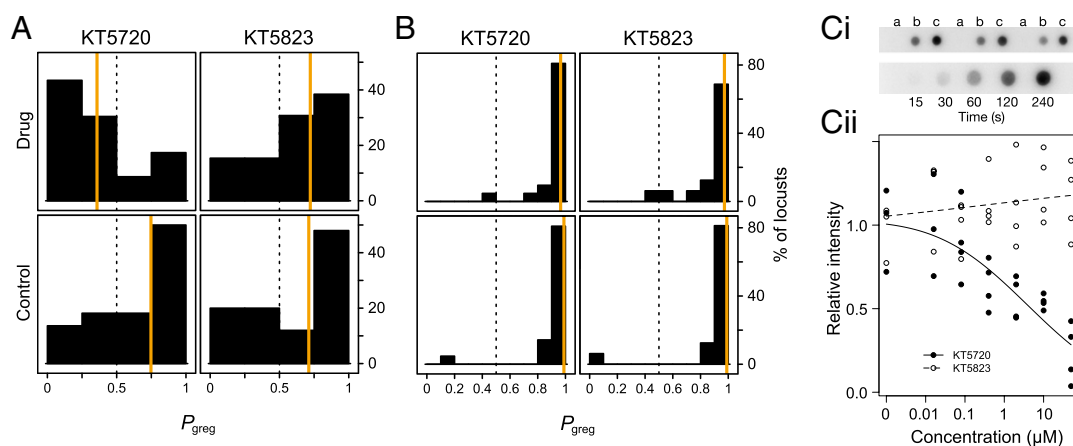 A
KT5720 KT5823
Drug
40
20
0
Control
40
20
0
0 0.5 1 0 0.5 1
Pgreg
B
KT5720 KT5823
80
40
0
% of locusts
80
40
0
0 0.2 0.4 0.6 0.8 1 0 0.2 0.4 0.6 0.8 1
Pgreg
Ci
a b c a b c a b c
15 30 60 120 240
Time (s)
Cii
Relative intensity
1.0
0.5
0.0
KT5720
KT5823
0 0.01 0.1 1 10
Concentration (µM)